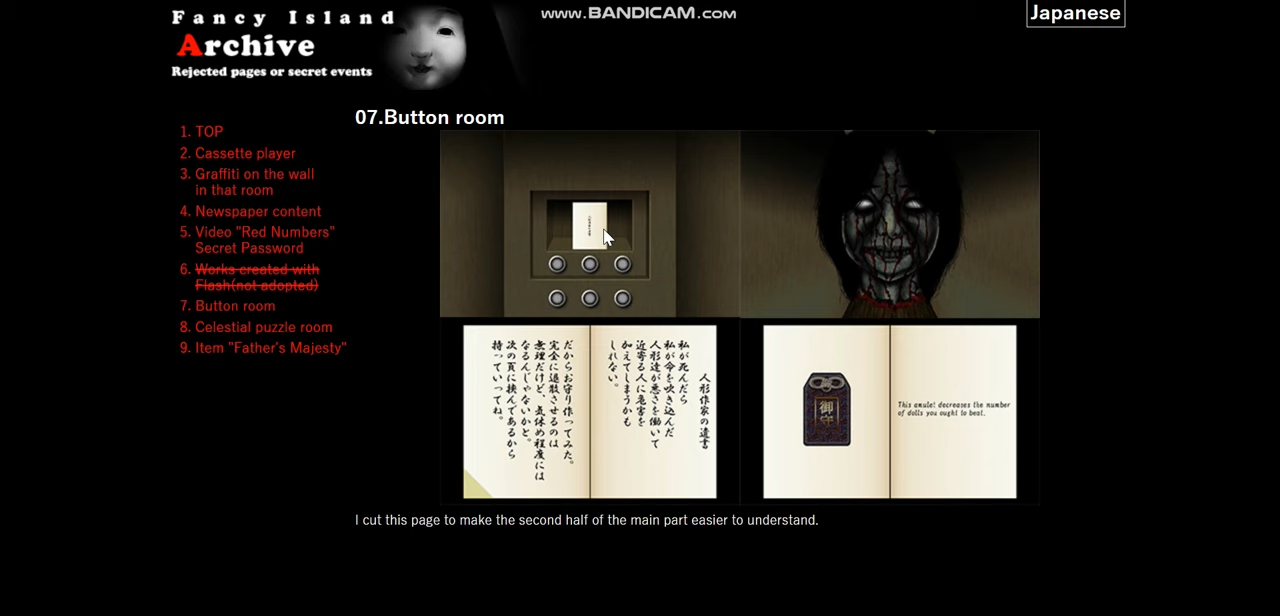 Fancy Island
Archive
Rejected pages or secret events
www.BANDICAM.com
Japanese
07.Button room
1. TOP
2. Cassette player
3. Graffiti on the wall
in that room
4. Newspaper content
5. Video "Red Numbers"
Secret Password
6. Works created with
Flash(not adopted)
7. Button room
8. Celestial puzzle room
9. Item "Father's Majesty"
人形作家の遺書
私が死んだら
私が命を吹き込んだ
人形達が悪さを働いて
近寄る人に危害を
加えてしまうかも
しれない。
だからお守り作ってみた。
完全に退散させるのは
無理だけど、気休め程度には
なるんじゃないかと。
次の頁に挟んであるから
持っていってね。
御守
This amulet decreases the number
of dolls you ought to beat.
I cut this page to make the second half of the main part easier to understand.